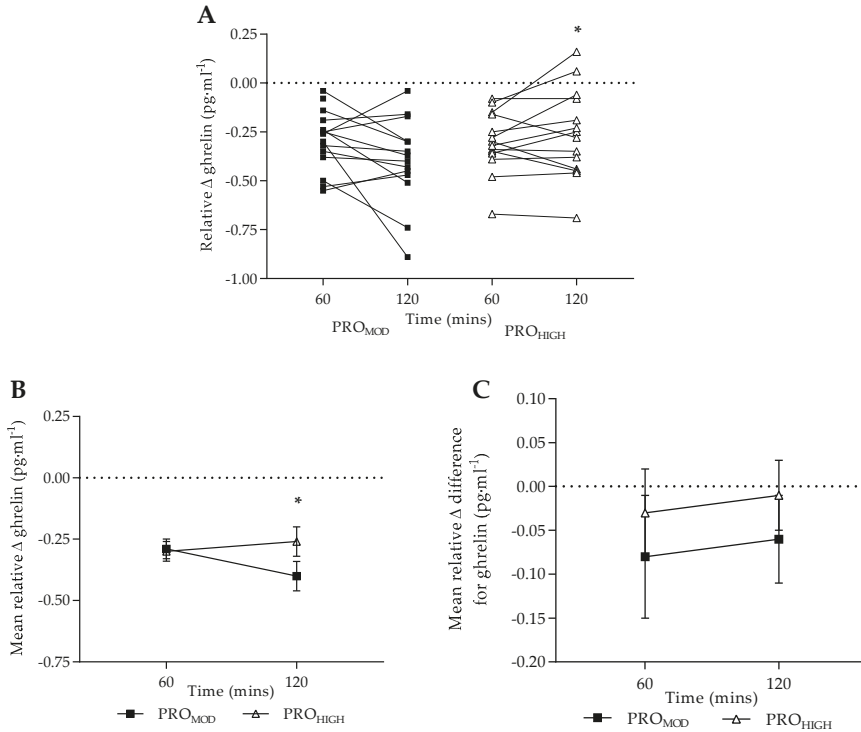 A
*
0.25
0.00
-0.25
-0.50
-0.75
-1.00
Relative Δ ghrelin (pg·ml-1)
60 120 60 120
PROMOD Time (mins) PROHIGH
B
0.25
0.00
-0.25
-0.50
-0.75
Mean relative Δ ghrelin (pg·ml-1)
*
60 120
Time (mins)
PROMOD PROHIGH
C
0.10
0.05
0.00
-0.05
-0.10
-0.15
-0.20
Mean relative Δ difference
for ghrelin (pg·ml-1)
60 120
Time (mins)
PROMOD PROHIGH